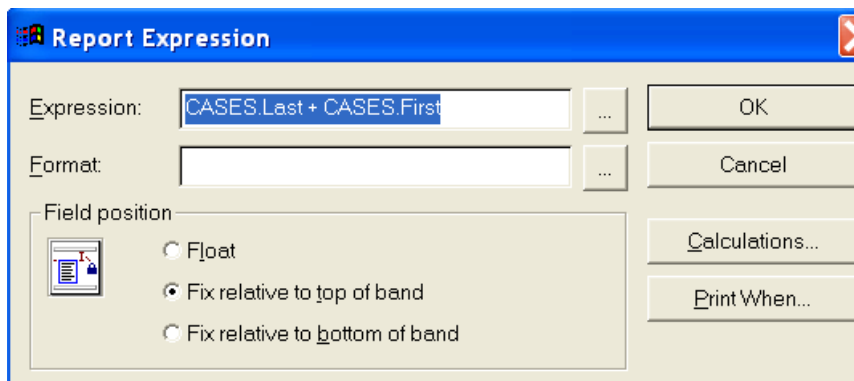 Report Expression
Expression: CASES.Last + CASES.First ... OK
Format: ... Cancel
Field position
Float
Calculations...
Fix relative to top of band
Print When...
Fix relative to bottom of band